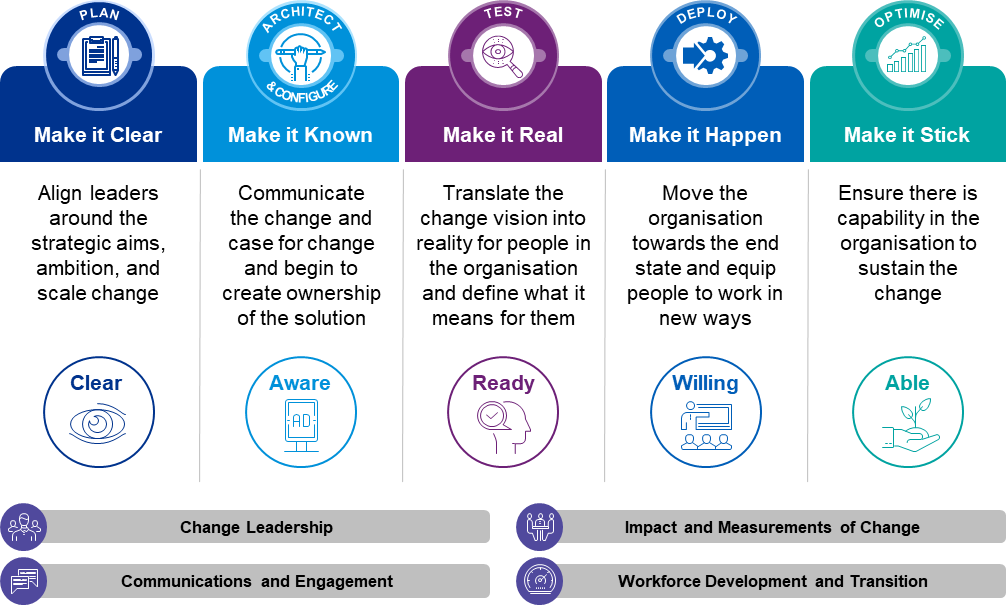 PLAN
Make it Clear
Align leaders
around the
strategic aims,
ambition, and
scale change
Clear
ARCHITECT
& CONFIGURE
Make it Known
Communicate
the change and
case for change
and begin to
create ownership
of the solution
Aware
AD
TEST
Make it Real
Translate the
change vision into
reality for people in
the organisation
and define what it
means for them
Ready
DEPLOY
Make it Happen
Move the
organisation
towards the end
state and equip
people to work in
new ways
Willing
OPTIMISE
Make it Stick
Ensure there is
capability in the
organisation to
sustain the
change
Able
Change Leadership
Impact and Measurements of Change
Communications and Engagement
Workforce Development and Transition